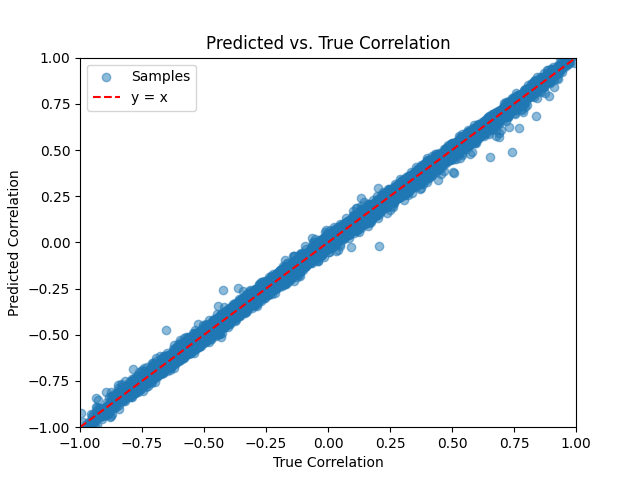 Predicted vs. True Correlation
Samples
y = x
1.00
0.75
0.50
0.25
0.00
−0.25
−0.50
−0.75
−1.00
Predicted Correlation
−1.00 −0.75 −0.50 −0.25 0.00 0.25 0.50 0.75 1.00
True Correlation